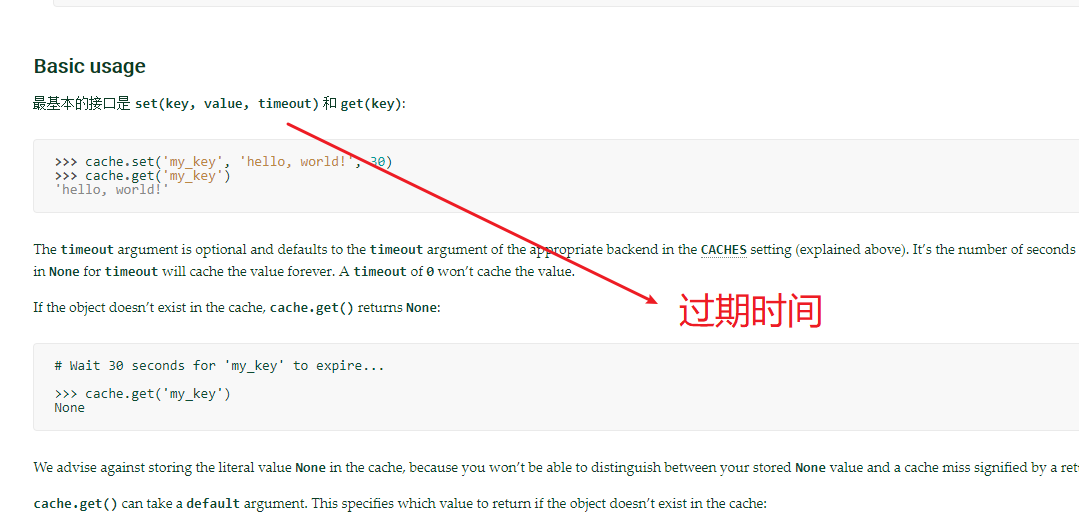 Basic usage
最基本的接口是 set(key, value, timeout) 和 get(key):
>>> cache.set('my_key', 'hello, world!', 30)
>>> cache.get('my_key')
'hello, world!'
The timeout argument is optional and defaults to the timeout argument of the appropriate backend in the CACHES setting (explained above). It’s the number of seconds
in None for timeout will cache the value forever. A timeout of 0 won’t cache the value.
过期时间
If the object doesn’t exist in the cache, cache.get() returns None:
# Wait 30 seconds for 'my_key' to expire...
>>> cache.get('my_key')
None
We advise against storing the literal value None in the cache, because you won’t be able to distinguish between your stored None value and a cache miss signified by a
cache.get() can take a default argument. This specifies which value to return if the object doesn’t exist in the cache: